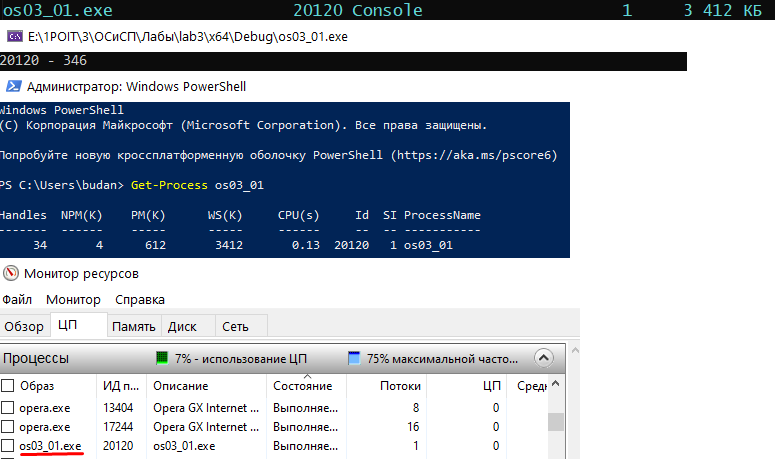 os03_01.exe 20120 Console 1 3 412 КБ
E:\1POIT\3\ОСиСП\Лабы\lab3\x64\Debug\os03_01.exe
20120 - 346
Администратор: Windows PowerShell
Windows PowerShell
(C) Корпорация Майкрософт (Microsoft Corporation). Все права защищены.
Попробуйте новую кроссплатформенную оболочку PowerShell (https://aka.ms/pscore6)
PS C:\Users\budan> Get-Process os03_01
Handles NPM(K) PM(K) WS(K) CPU(s) Id SI ProcessName
------- ------ ----- ----- ------ -- -- -----------
34 4 612 3412 0.13 20120 1 os03_01
Монитор ресурсов
Файл Монитор Справка
Обзор ЦП Память Диск Сеть
Процессы 7% - использование ЦП 75% максимальной часто...
Образ ИД п... Описание Состояние Потоки ЦП Средн
opera.exe 13404 Opera GX Internet ... Выполняе... 8 0
opera.exe 17244 Opera GX Internet ... Выполняе... 16 0
os03_01.exe 20120 os03_01.exe Выполняе... 1 0